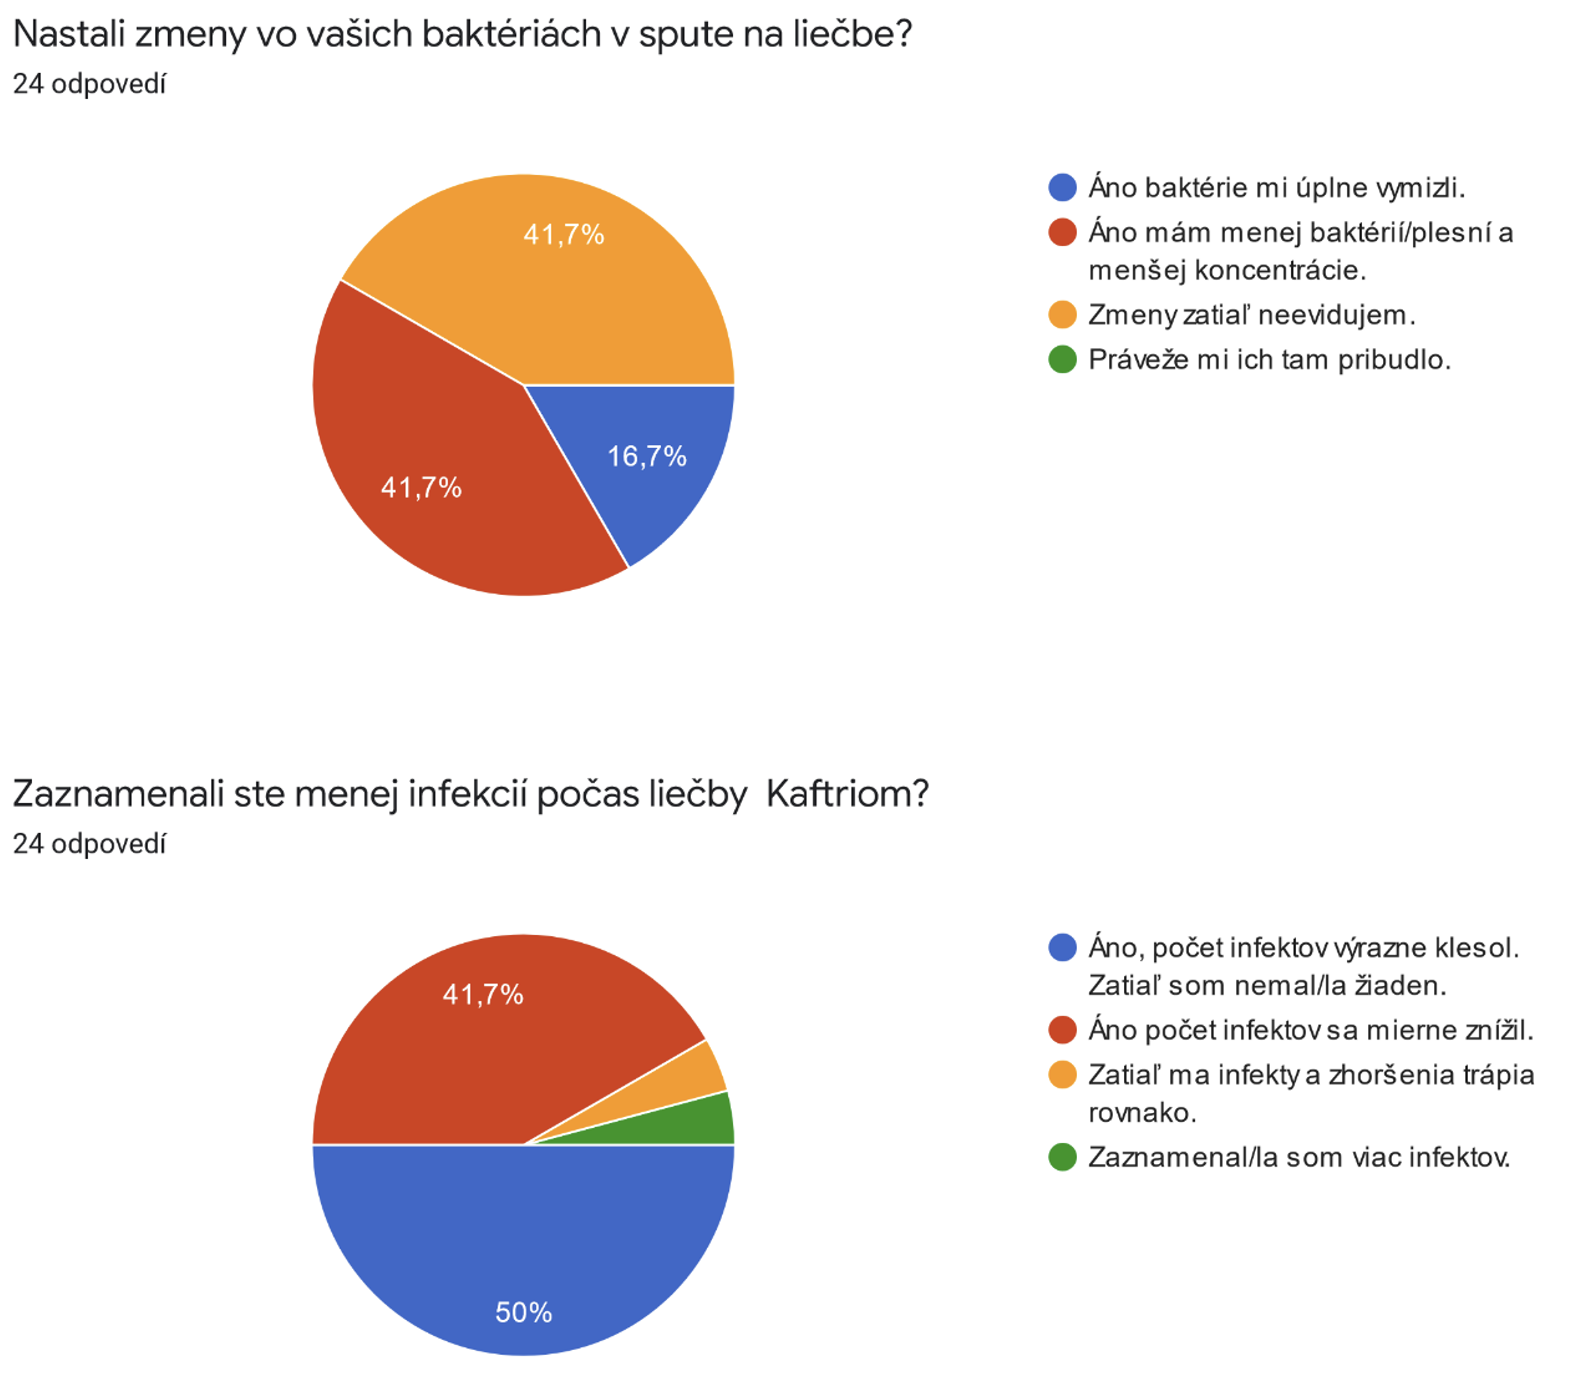 Nastali zmeny vo vašich baktériách v spute na liečbe?
24 odpovedí
41,7%
16,7%
41,7%
Áno baktérie mi úplne vymizli.
Áno mám menej baktérií/plesní a
menšej koncentrácie.
Zmeny zatiaľ neevidujem.
Práveže mi ich tam pribudlo.
Zaznamenali ste menej infekcií počas liečby  Kaftriom?
24 odpovedí
41,7%
50%
Áno, počet infektov výrazne klesol.
Zatiaľ som nemal/la žiaden.
Áno počet infektov sa mierne znížil.
Zatiaľ ma infekty a zhoršenia trápia
rovnako.
Zaznamenal/la som viac infektov.